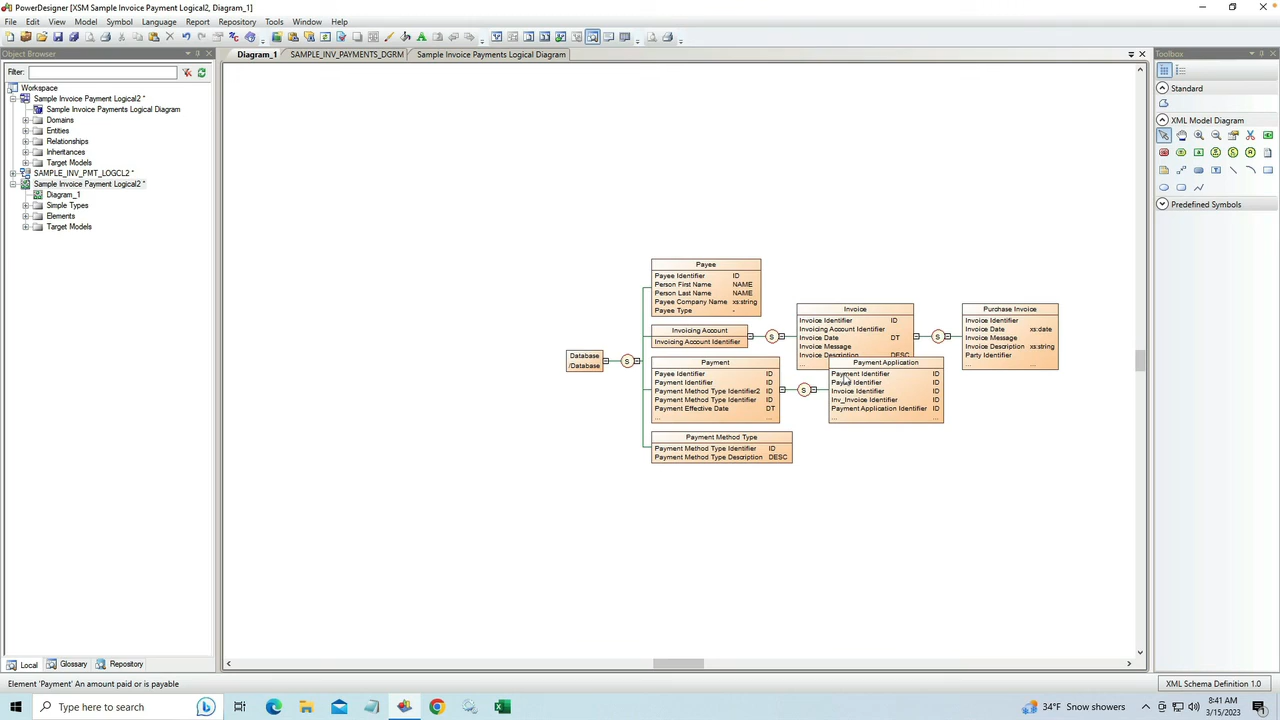 PowerDesigner [XSM Sample Invoice Payment Logical2, Diagram_1]
File Edit View Model Symbol Language Report Repository Tools Window Help
Object Browser
Filter:
Workspace
Sample Invoice Payment Logical2 *
Sample Invoice Payments Logical Diagram
Domains
Entities
Relationships
Inheritances
Target Models
SAMPLE_INV_PMT_LOGCL2 *
Sample Invoice Payment Logical2 *
Diagram_1
Simple Types
Elements
Target Models
Local Glossary Repository
Diagram_1 SAMPLE_INV_PAYMENTS_DGRM Sample Invoice Payments Logical Diagram
Database
/Database
S
Payee
Payee Identifier ID
Person First Name NAME
Person Last Name NAME
Payee Company Name xs:string
Payee Type -
Invoicing Account
Invoicing Account Identifier
S
Invoice
Invoice Identifier ID
Invoicing Account Identifier
Invoice Date DT
Invoice Message
Invoice Description DESC
...
S
Purchase Invoice
Invoice Identifier
Invoice Date xs:date
Invoice Message
Invoice Description xs:string
Party Identifier
... ...
Payment
Payee Identifier ID
Payment Identifier ID
Payment Method Type Identifier2 ID
Payment Method Type Identifier ID
Payment Effective Date DT
... ...
S
Payment Application
Payment Identifier ID
Payee Identifier ID
Invoice Identifier ID
Inv_Invoice Identifier ID
Payment Application Identifier ID
... ...
Payment Method Type
Payment Method Type Identifier ID
Payment Method Type Description DESC
Toolbox
Standard
XML Model Diagram
Predefined Symbols
Element 'Payment' An amount paid or is payable
XML Schema Definition 1.0
Type here to search
34°F Snow showers
8:41 AM
3/15/2023